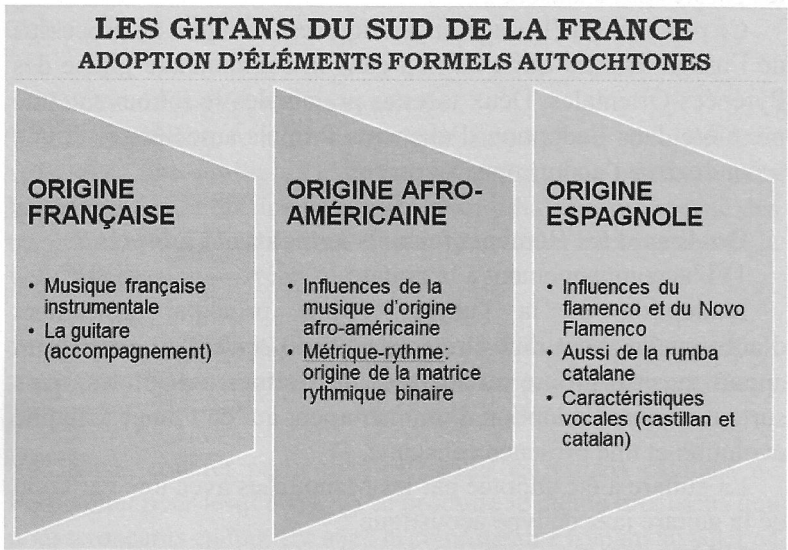 LES GITANS DU SUD DE LA FRANCE
ADOPTION D'ÉLÉMENTS FORMELS AUTOCHTONES
ORIGINE
FRANÇAISE
• Musique française
instrumentale
• La guitare
(accompagnement)
ORIGINE AFRO-
AMÉRICAINE
• Influences de la
musique d'origine
afro-américaine
• Métrique-rythme:
origine de la matrice
rythmique binaire
ORIGINE
ESPAGNOLE
• Influences du
flamenco et du Novo
Flamenco
• Aussi de la rumba
catalane
• Caractéristiques
vocales (castillan et
catalan)